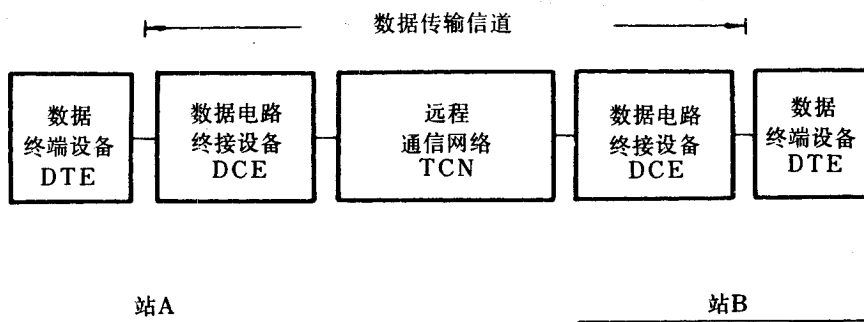 数据传输信道
数据
终端设备
DTE
数据电路
终接设备
DCE
远程
通信网络
TCN
数据电路
终接设备
DCE
数据
终端设备
DTE
站A
站B